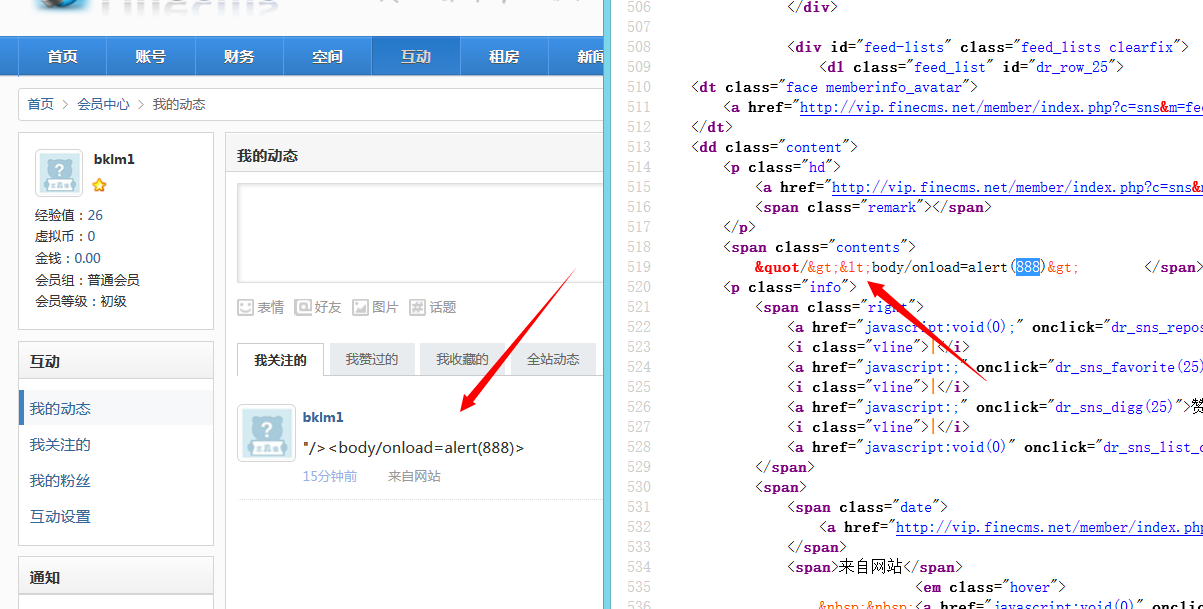 首页 账号 财务 空间 互动 租房
首页 > 会员中心 > 我的动态
bklm1
经验值：26
虚拟币：0
金钱：0.00
会员组：普通会员
会员等级：初级
互动
我的动态
我关注的
我的粉丝
互动设置
通知
我的动态
表情 好友 图片 话题
我关注的 我赞过的 我收藏的 全站动态
bklm1
"/><body/onload=alert(888)>
15分钟前 来自网站
506 </div>
507
508 <div id="feed-lists" class="feed_lists clearfix">
509 <dl class="feed_list" id="dr_row_25">
510 <dt class="face memberinfo_avatar">
511 <a href="http://vip.finecms.net/member/index.php?c=sns&m=fee
512 </dt>
513 <dd class="content">
514 <p class="hd">
515 <a href="http://vip.finecms.net/member/index.php?c=sns&
516 <span class="remark"></span>
517 </p>
518 <span class="contents">
519 &quot/&gt;&lt;body/onload=alert(888)&gt; </span>
520 <p class="info">
521 <span class="right">
522 <a href="javascript:void(0);" onclick="dr_sns_repos
523 <i class="vline">|</i>
524 <a href="javascript:;" onclick="dr_sns_favorite(25)
525 <i class="vline">|</i>
526 <a href="javascript:;" onclick="dr_sns_digg(25)">赞
527 <i class="vline">|</i>
528 <a href="javascript:void(0)" onclick="dr_sns_list_c
529 </span>
530 <span>
531 <span class="date">
532 <a href="http://vip.finecms.net/member/index.php
533 </span>
534 <span>来自网站</span>
535 <em class="hover">
536 &nbsp;&nbsp;<a href="javascript:void(0)" onclic